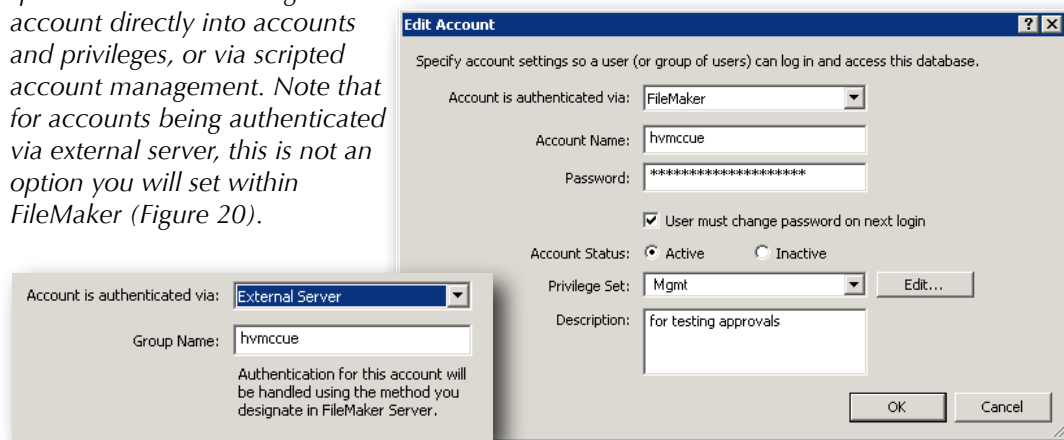 account directly into accounts
and privileges, or via scripted
account management. Note that
for accounts being authenticated
via external server, this is not an
option you will set within
FileMaker (Figure 20).
Edit Account
Specify account settings so a user (or group of users) can log in and access this database.
Account is authenticated via: FileMaker
Account Name: hvmccue
Password: ********************
User must change password on next login
Account Status: Active Inactive
Privilege Set: Mgmt Edit...
Description: for testing approvals
OK Cancel
Account is authenticated via: External Server
Group Name: hvmccue
Authentication for this account will
be handled using the method you
designate in FileMaker Server.